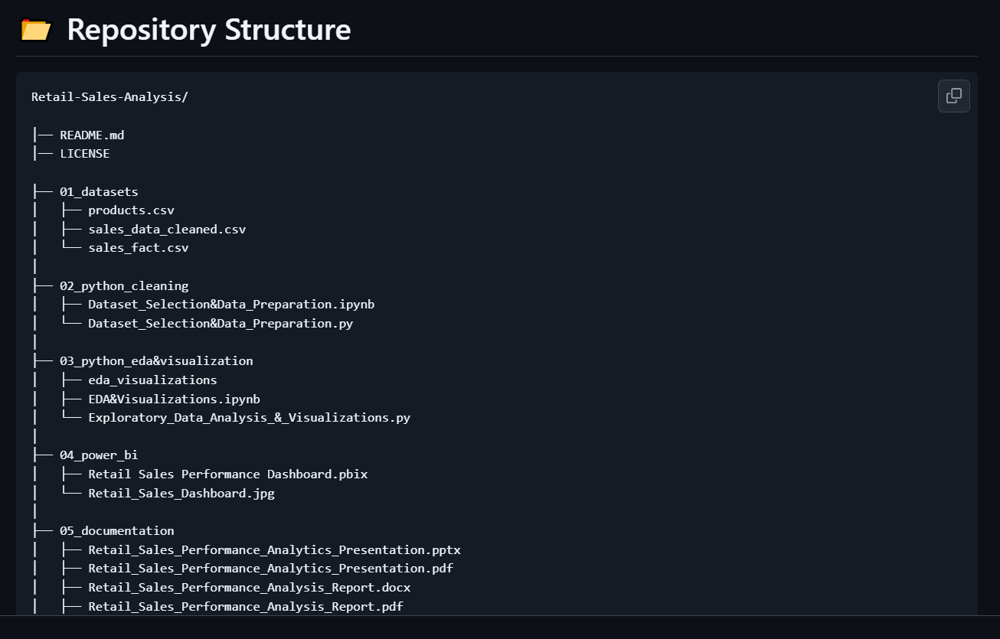 📁 Repository Structure
Retail-Sales-Analysis/
│── README.md
│── LICENSE
├── 01_datasets
│   ├── products.csv
│   ├── sales_data_cleaned.csv
│   └── sales_fact.csv
│
├── 02_python_cleaning
│   ├── Dataset_Selection&Data_Preparation.ipynb
│   └── Dataset_Selection&Data_Preparation.py
│
├── 03_python_eda&visualization
│   ├── eda_visualizations
│   ├── EDA&Visualizations.ipynb
│   └── Exploratory_Data_Analysis_&_Visualizations.py
│
├── 04_power_bi
│   ├── Retail Sales Performance Dashboard.pbix
│   └── Retail_Sales_Dashboard.jpg
│
├── 05_documentation
│   ├── Retail_Sales_Performance_Analytics_Presentation.pptx
│   ├── Retail_Sales_Performance_Analytics_Presentation.pdf
│   ├── Retail_Sales_Performance_Analysis_Report.docx
│   ├── Retail_Sales_Performance_Analysis_Report.pdf